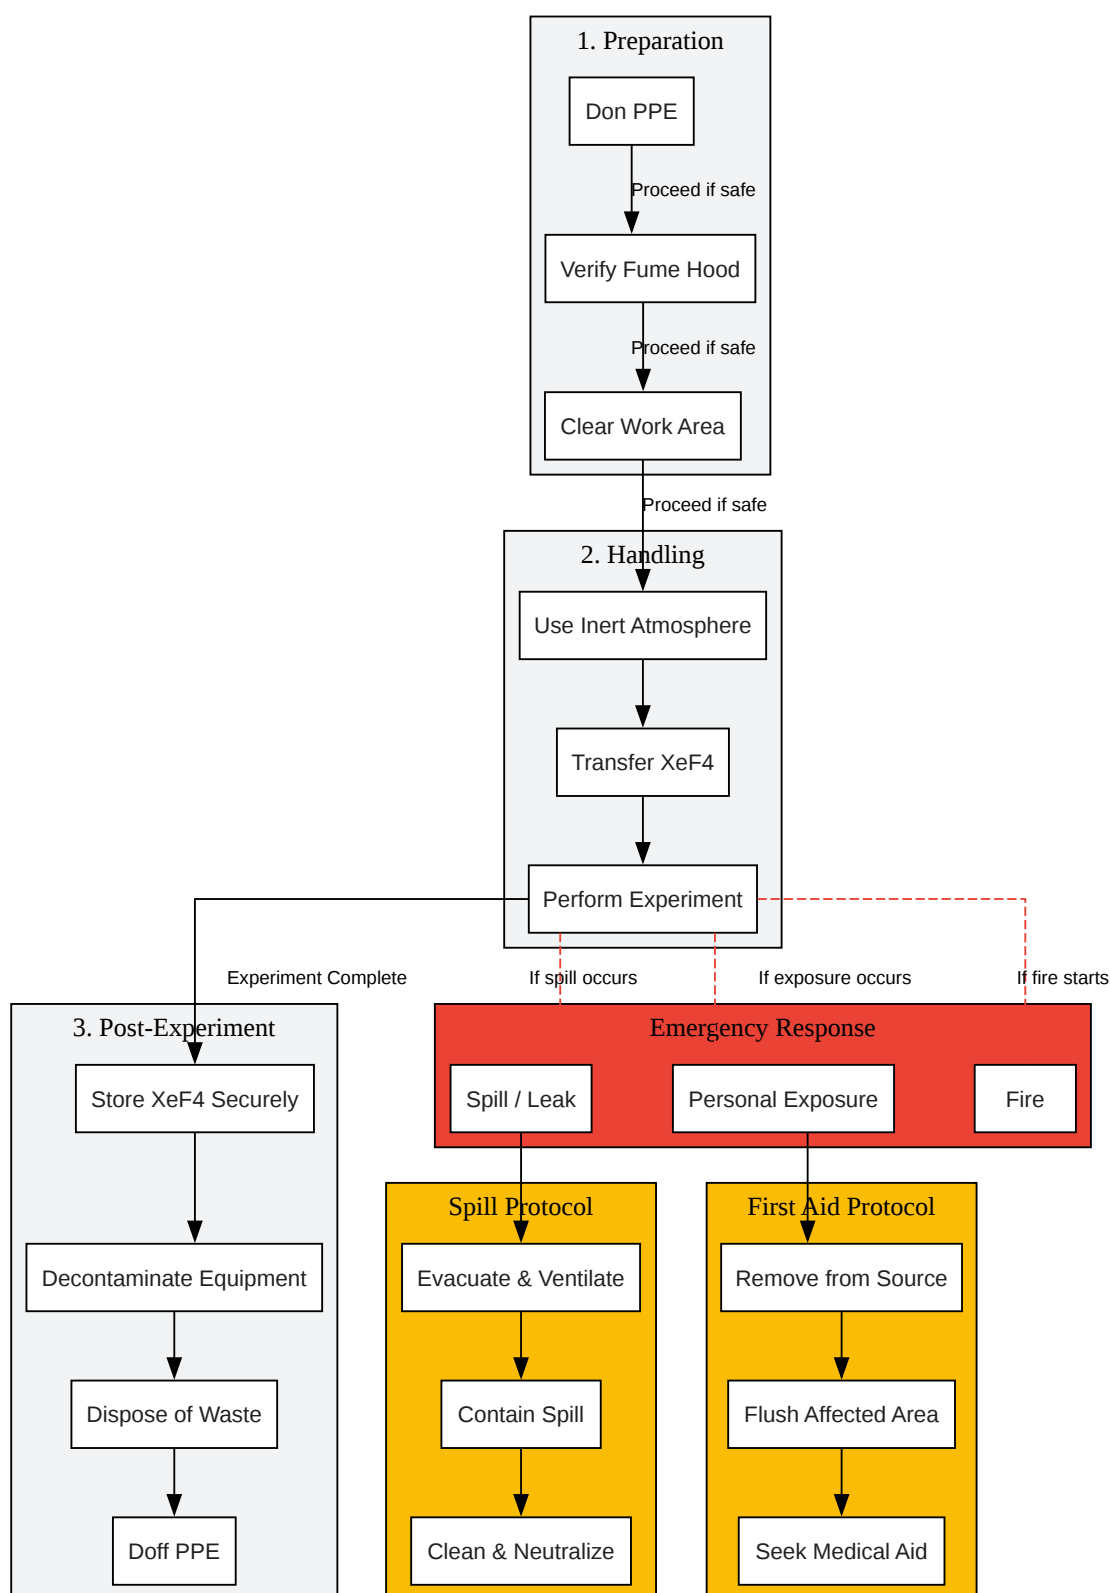 1. Preparation
Don PPE
Proceed if safe
Verify Fume Hood
Proceed if safe
Clear Work Area
Proceed if safe
2. Handling
Use Inert Atmosphere
Transfer XeF4
Perform Experiment
Experiment Complete
If spill occurs
If exposure occurs
If fire starts
3. Post-Experiment
Store XeF4 Securely
Decontaminate Equipment
Dispose of Waste
Doff PPE
Emergency Response
Spill / Leak
Personal Exposure
Fire
Spill Protocol
Evacuate & Ventilate
Contain Spill
Clean & Neutralize
First Aid Protocol
Remove from Source
Flush Affected Area
Seek Medical Aid